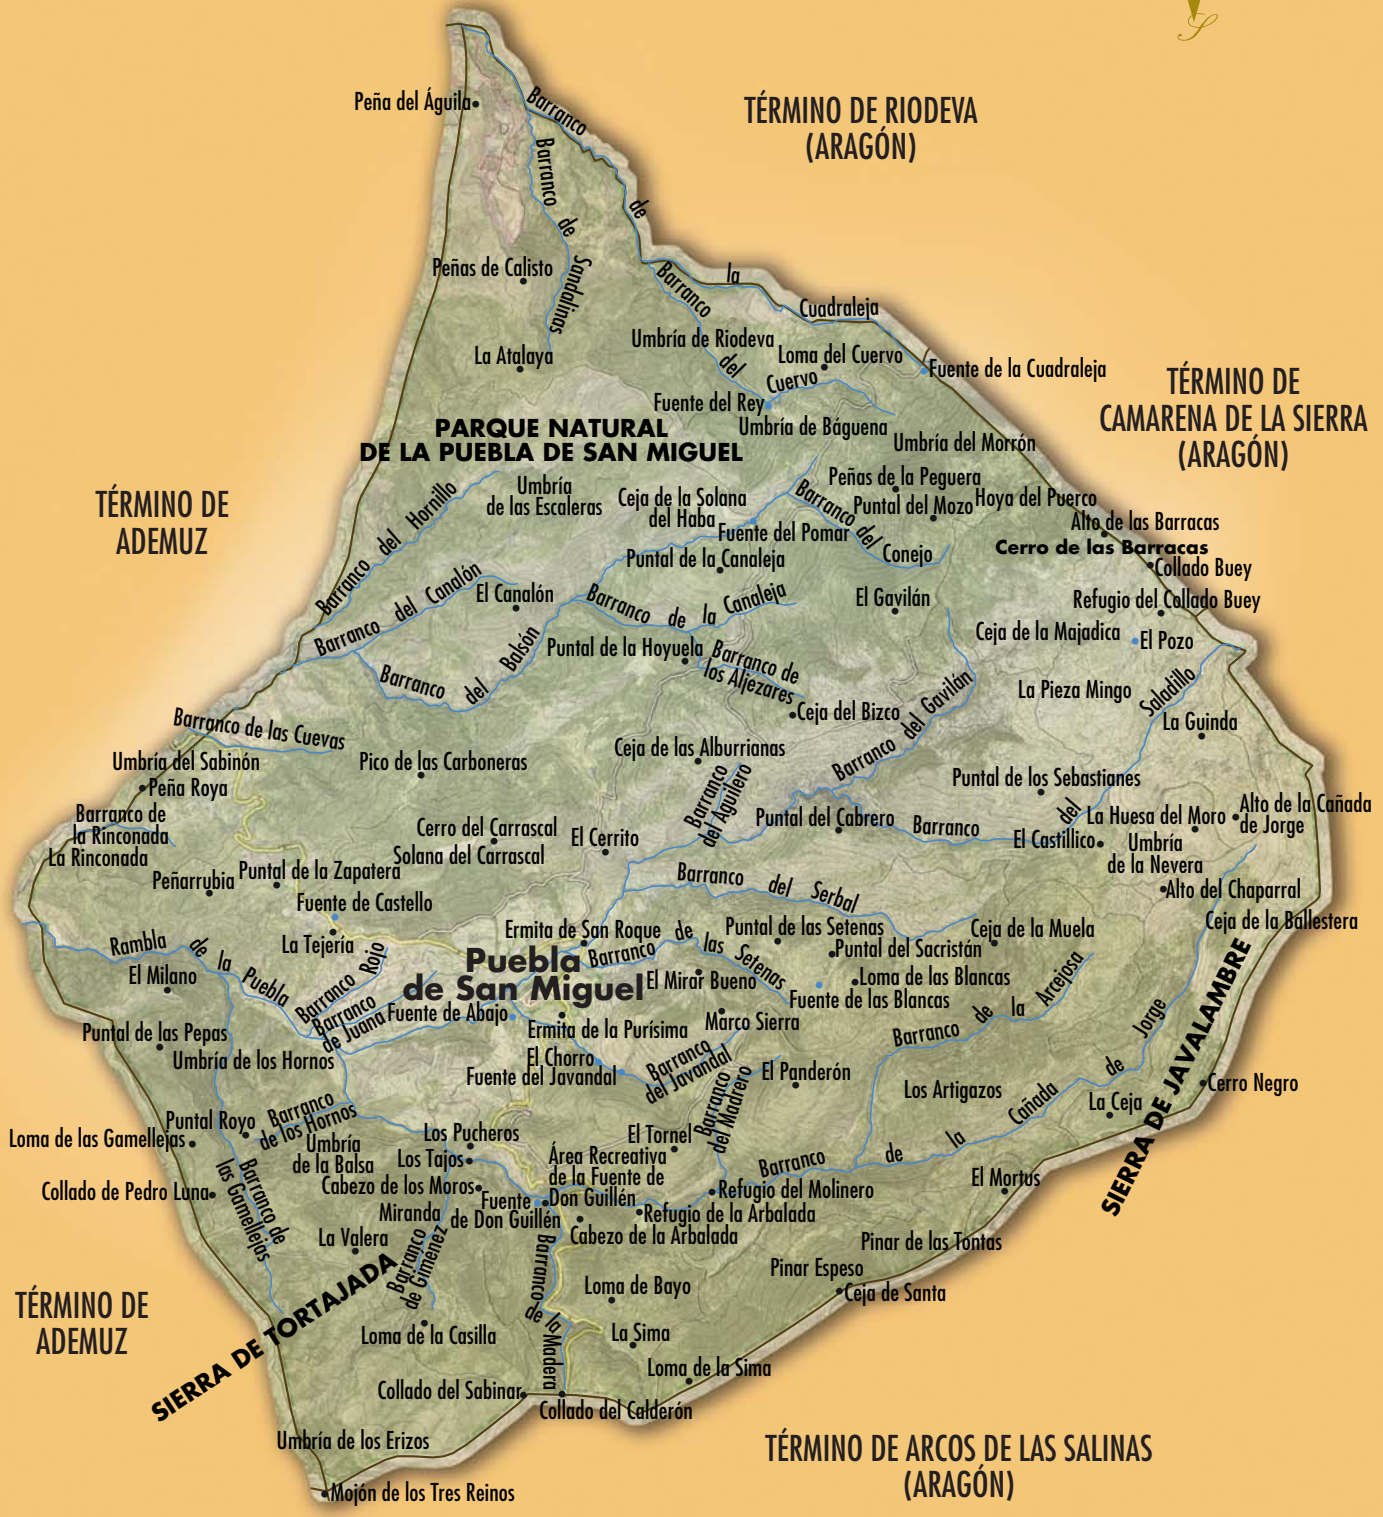 S
Peña del Águila
Barranco de la Cuadraleja
TÉRMINO DE RIODEVA
(ARAGÓN)
Barranco de Sandalinas
Peñas de Calisto
Barranco del Cuervo
Umbría de Riodeva
La Atalaya
Loma del Cuervo
Fuente de la Cuadraleja
TÉRMINO DE
CAMARENA DE LA SIERRA
(ARAGÓN)
Fuente del Rey
Umbría de Báguena
PARQUE NATURAL
DE LA PUEBLA DE SAN MIGUEL
Umbría del Morrón
Peñas de la Peguera
TÉRMINO DE
ADEMUZ
Barranco del Hornillo
Umbría
de las Escaleras
Ceja de la Solana
del Haba
Barranco del Conejo
Puntal del Mozo
Hoya del Puerco
Alto de las Barracas
Fuente del Pomar
Cerro de las Barracas
Puntal de la Canaleja
Collado Buey
Barranco del Canalón
El Canalón
Barranco de la Canaleja
El Gavilán
Refugio del Collado Buey
Ceja de la Majadica
El Pozo
Barranco del Balsón
Puntal de la Hoyuela
Barranco de
los Aljezares
La Pieza Mingo
Barranco del Saladillo
Ceja del Bizco
Barranco del Gavilán
La Guinda
Barranco de las Cuevas
Ceja de las Alburrianas
Umbría del Sabinón
Pico de las Carboneras
Peña Roya
Barranco
del Aguilero
Puntal de los Sebastianes
Barranco de
la Rinconada
La Rinconada
Puntal del Cabrero
La Huesa del Moro
Alto de la Cañada
de Jorge
Cerro del Carrascal
El Cerrito
Solana del Carrascal
El Castillico
Umbría
de la Nevera
Peñarrubia
Puntal de la Zapatera
Barranco del Serbal
Alto del Chaparral
Fuente de Castello
Ceja de la Ballestera
Ermita de San Roque
Puntal de las Setenas
Ceja de la Muela
La Tejería
Rambla de la Puebla
Barranco Rojo
Barranco de las Setenas
Puntal del Sacristán
Puebla
de San Miguel
El Milano
El Mirar Bueno
Loma de las Blancas
Fuente de las Blancas
Barranco
de Juana
Fuente de Abajo
Ermita de la Purísima
Marco Sierra
Barranco de la Arcejosa
Puntal de las Pepas
Umbría de los Hornos
El Chorro
Fuente del Javandal
Barranco
del Javandal
Barranco
del Madrero
El Panderón
Los Artigazos
Barranco de la Cañada de Jorge
La Ceja
Cerro Negro
SIERRA DE JAVALAMBRE
Puntal Royo
Barranco
de los Hornos
Loma de las Gamellejas
Umbría
de la Balsa
Los Pucheros
Los Tajos
El Tornel
Área Recreativa
de la Fuente de
Don Guillén
Collado de Pedro Luna
Barranco de
las Gamellejas
Cabezo de los Moros
Fuente
de Don Guillén
Refugio del Molinero
El Mortus
Miranda
Refugio de la Arbalada
La Valera
Barranco
de Giménez
Cabezo de la Arbalada
Pinar de las Tontas
Pinar Espeso
Ceja de Santa
SIERRA DE TORTAJADA
Barranco de la Madera
Loma de Bayo
TÉRMINO DE
ADEMUZ
Loma de la Casilla
La Sima
Loma de la Sima
Collado del Sabinar
Collado del Calderón
Umbría de los Erizos
TÉRMINO DE ARCOS DE LAS SALINAS
(ARAGÓN)
Mojón de los Tres Reinos